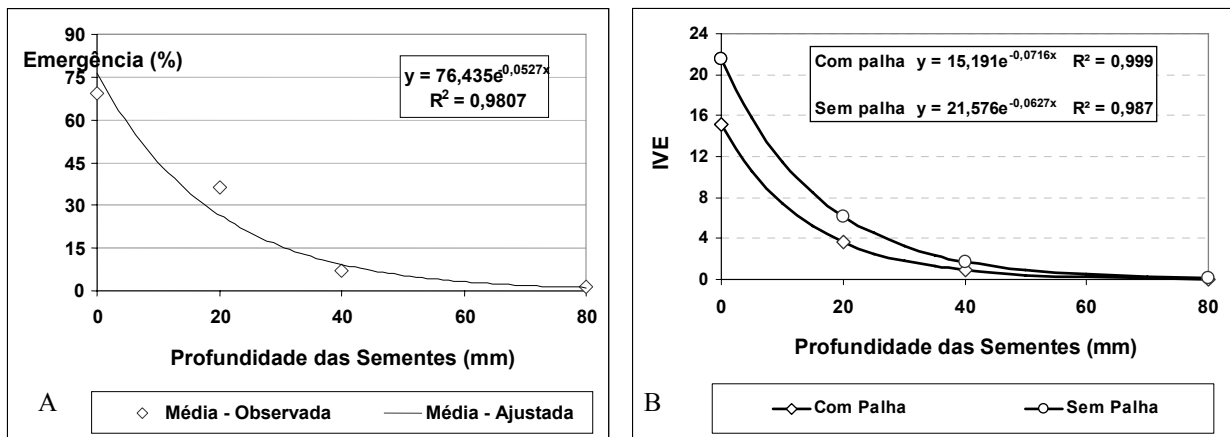 90
Emergência (%)
75
60
45
30
15
0
0 20 40 60 80
y = 76,435e^-0,0527x
R² = 0,9807
Profundidade das Sementes (mm)
A
Média - Observada Média - Ajustada
24
20
16
12
8
4
0
IVE
0 20 40 60 80
Com palha y = 15,191e^-0,0716x R² = 0,999
Sem palha y = 21,576e^-0,0627x R² = 0,987
Profundidade das Sementes (mm)
B
Com Palha Sem Palha